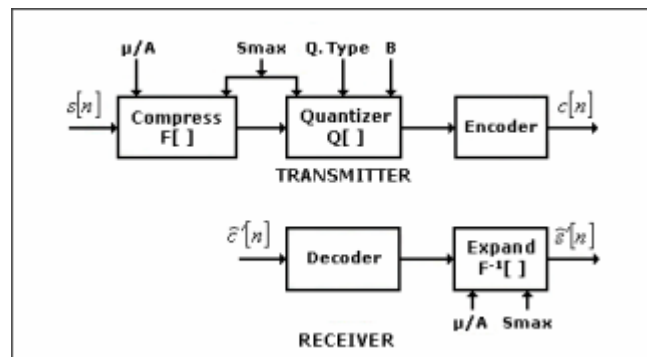 μ/A Smax Q.Type B
s[n] Compress F[ ] Quantizer Q[ ] Encoder c[n]
TRANSMITTER
ĉ'[n] Decoder Expand F⁻¹[ ] ŝ'[n]
μ/A Smax
RECEIVER